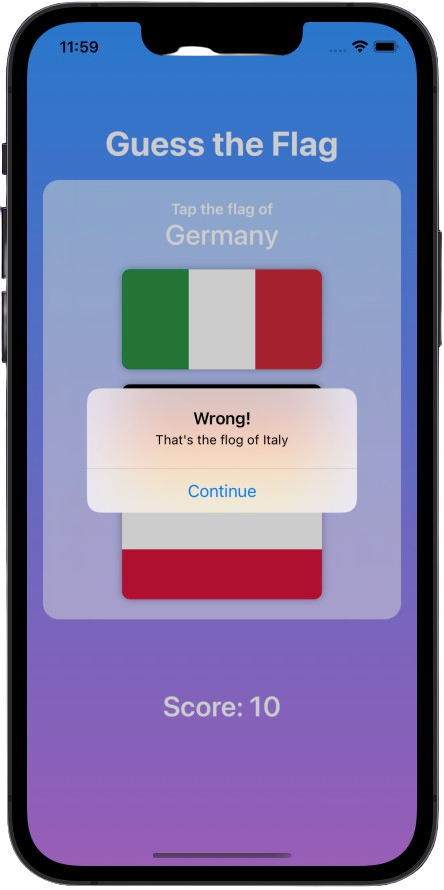 11:59
Guess the Flag
Tap the flag of
Germany
Wrong!
That's the flog of Italy
Continue
Score: 10